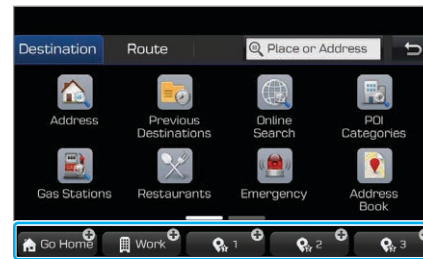 Destination Route Place or Address
Address Previous Destinations Online Search POI Categories
Gas Stations Restaurants Emergency Address Book
Go Home Work 1 2 3